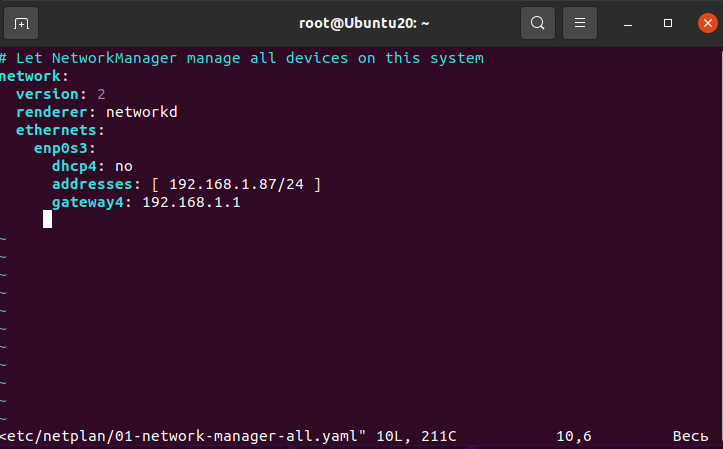 root@Ubuntu20: ~
# Let NetworkManager manage all devices on this system
network:
  version: 2
  renderer: networkd
  ethernets:
    enp0s3:
      dhcp4: no
      addresses: [ 192.168.1.87/24 ]
      gateway4: 192.168.1.1
~
~
~
~
~
~
~
~
~
~
~
<etc/netplan/01-network-manager-all.yaml" 10L, 211C 10,6 Весь